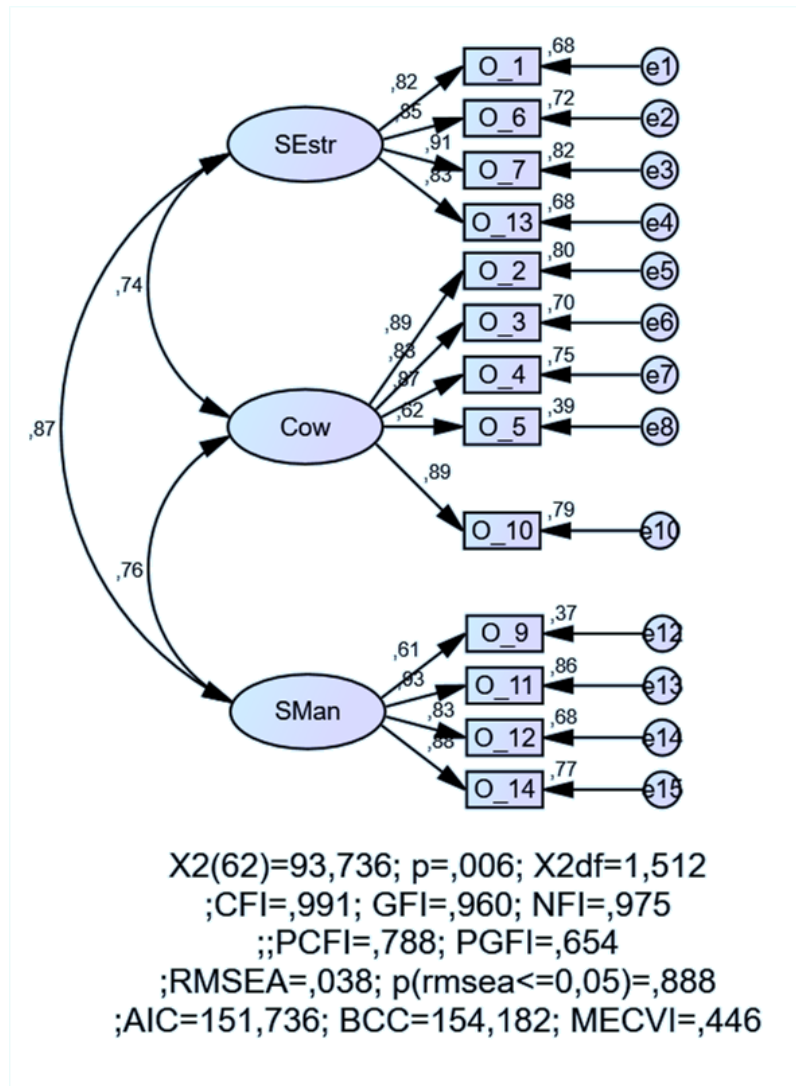 ,82
O_1
,68
e1
,85
O_6
,72
e2
SEstr
,91
O_7
,82
e3
,83
O_13
,68
e4
,74
,89
O_2
,80
e5
,83
O_3
,70
e6
,87
O_4
,75
e7
,87
Cow
,62
O_5
,39
e8
,89
O_10
,79
e10
,76
,61
O_9
,37
e12
,93
O_11
,86
e13
SMan
,83
O_12
,68
e14
,88
O_14
,77
e15
X2(62)=93,736; p=,006; X2df=1,512
;CFI=,991; GFI=,960; NFI=,975
;;PCFI=,788; PGFI=,654
;RMSEA=,038; p(rmsea<=0,05)=,888
;AIC=151,736; BCC=154,182; MECVI=,446